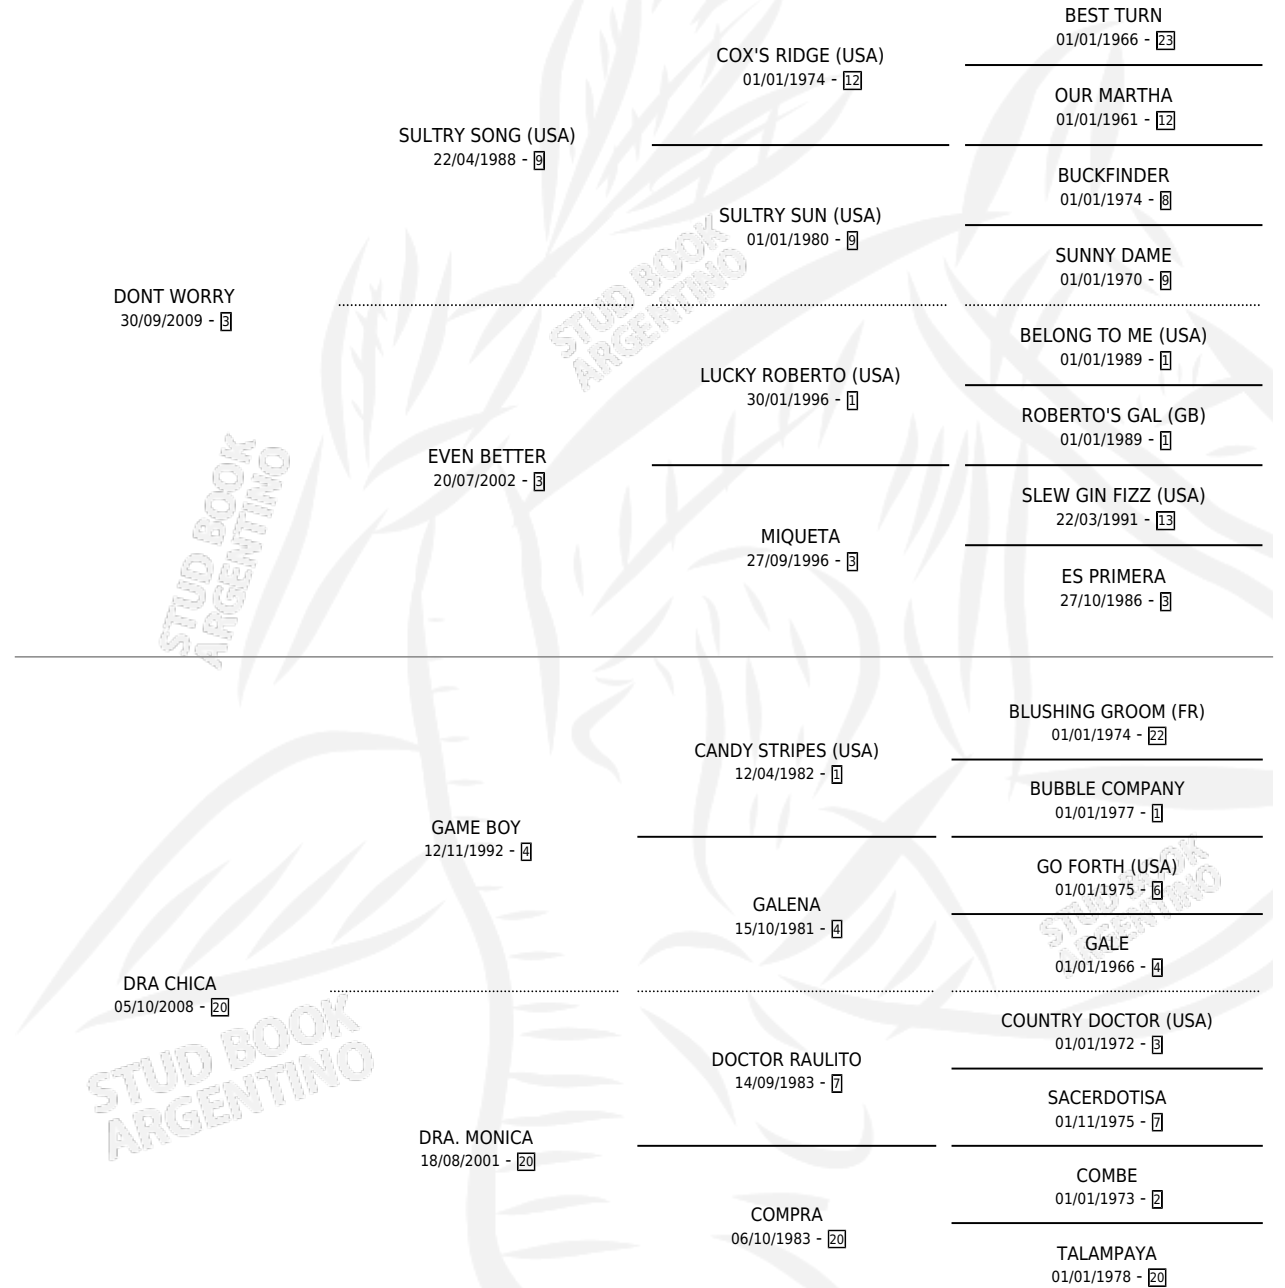 BEST TURN
01/01/1966 - 23
COX'S RIDGE (USA)
01/01/1974 - 12
OUR MARTHA
01/01/1961 - 12
SULTRY SONG (USA)
22/04/1988 - 9
BUCKFINDER
01/01/1974 - 8
SULTRY SUN (USA)
01/01/1980 - 9
SUNNY DAME
01/01/1970 - 9
DONT WORRY
30/09/2009 - 3
BELONG TO ME (USA)
01/01/1989 - 1
LUCKY ROBERTO (USA)
30/01/1996 - 1
ROBERTO'S GAL (GB)
01/01/1989 - 1
EVEN BETTER
20/07/2002 - 3
SLEW GIN FIZZ (USA)
22/03/1991 - 13
MIQUETA
27/09/1996 - 3
ES PRIMERA
27/10/1986 - 3
BLUSHING GROOM (FR)
01/01/1974 - 22
CANDY STRIPES (USA)
12/04/1982 - 1
BUBBLE COMPANY
01/01/1977 - 1
GAME BOY
12/11/1992 - 4
GO FORTH (USA)
01/01/1975 - 6
GALENA
15/10/1981 - 4
GALE
01/01/1966 - 4
DRA CHICA
05/10/2008 - 20
COUNTRY DOCTOR (USA)
01/01/1972 - 3
DOCTOR RAULITO
14/09/1983 - 7
SACERDOTISA
01/11/1975 - 7
DRA. MONICA
18/08/2001 - 20
COMBE
01/01/1973 - 2
COMPRA
06/10/1983 - 20
TALAMPAYA
01/01/1978 - 20
STUD BOOK
ARGENTINO
STUD BOOK
ARGENTINO
STUD BOOK
ARGENTINO
STUD BOOK
ARGENTINO